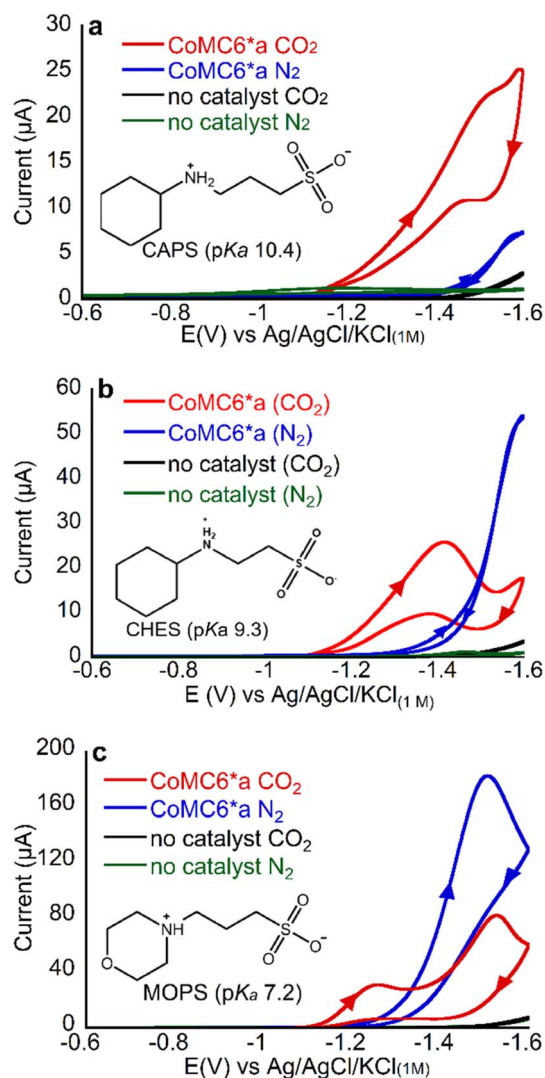 a
30
25
20
15
10
5
0
Current (µA)
CoMC6*a CO₂
CoMC6*a N₂
no catalyst CO₂
no catalyst N₂
+
NH₂
O
S
O⁻
O
CAPS (pKa 10.4)
-0.6 -0.8 -1 -1.2 -1.4 -1.6
E(V) vs Ag/AgCl/KCl(1M)
b
60
50
40
30
20
10
0
Current (µA)
CoMC6*a (CO₂)
CoMC6*a (N₂)
no catalyst (CO₂)
no catalyst (N₂)
+
H₂
N
O
S
O⁻
O
CHES (pKa 9.3)
-0.6 -0.8 -1 -1.2 -1.4 -1.6
E (V) vs Ag/AgCl/KCl(1 M)
c
200
160
120
80
40
0
Current (µA)
CoMC6*a CO₂
CoMC6*a N₂
no catalyst CO₂
no catalyst N₂
+
NH
O
O
S
O⁻
O
MOPS (pKa 7.2)
-0.6 -0.8 -1 -1.2 -1.4 -1.6
E(V) vs Ag/AgCl/KCl(1M)